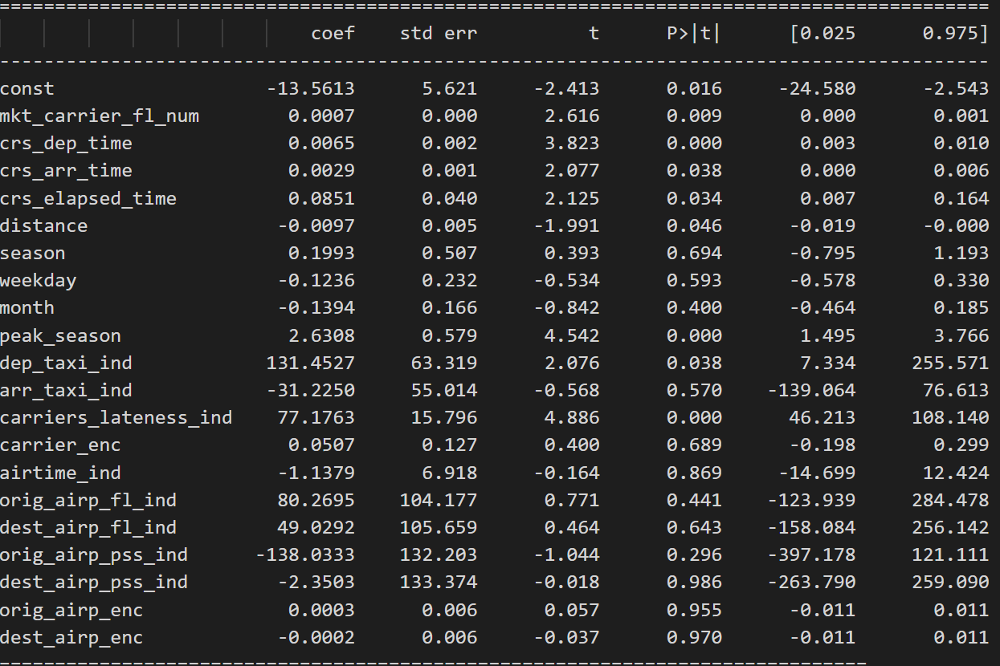 ==========================================================================================
coef std err t P>|t| [0.025 0.975]
------------------------------------------------------------------------------------------
const -13.5613 5.621 -2.413 0.016 -24.580 -2.543
mkt_carrier_fl_num 0.0007 0.000 2.616 0.009 0.000 0.001
crs_dep_time 0.0065 0.002 3.823 0.000 0.003 0.010
crs_arr_time 0.0029 0.001 2.077 0.038 0.000 0.006
crs_elapsed_time 0.0851 0.040 2.125 0.034 0.007 0.164
distance -0.0097 0.005 -1.991 0.046 -0.019 -0.000
season 0.1993 0.507 0.393 0.694 -0.795 1.193
weekday -0.1236 0.232 -0.534 0.593 -0.578 0.330
month -0.1394 0.166 -0.842 0.400 -0.464 0.185
peak_season 2.6308 0.579 4.542 0.000 1.495 3.766
dep_taxi_ind 131.4527 63.319 2.076 0.038 7.334 255.571
arr_taxi_ind -31.2250 55.014 -0.568 0.570 -139.064 76.613
carriers_lateness_ind 77.1763 15.796 4.886 0.000 46.213 108.140
carrier_enc 0.0507 0.127 0.400 0.689 -0.198 0.299
airtime_ind -1.1379 6.918 -0.164 0.869 -14.699 12.424
orig_airp_fl_ind 80.2695 104.177 0.771 0.441 -123.939 284.478
dest_airp_fl_ind 49.0292 105.659 0.464 0.643 -158.084 256.142
orig_airp_pss_ind -138.0333 132.203 -1.044 0.296 -397.178 121.111
dest_airp_pss_ind -2.3503 133.374 -0.018 0.986 -263.790 259.090
orig_airp_enc 0.0003 0.006 0.057 0.955 -0.011 0.011
dest_airp_enc -0.0002 0.006 -0.037 0.970 -0.011 0.011
==============================================================================